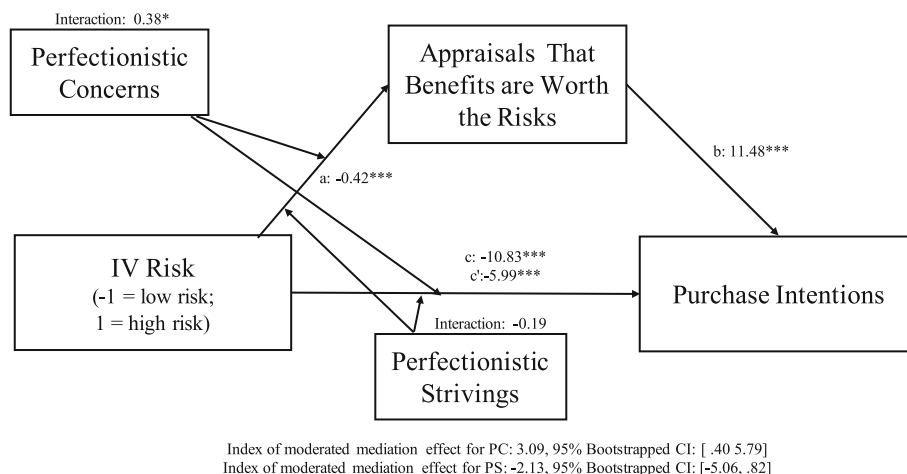 Interaction: 0.38*
Perfectionistic
Concerns
Appraisals That
Benefits are Worth
the Risks
a: -0.42***
b: 11.48***
IV Risk
(-1 = low risk;
1 = high risk)
c: -10.83***
c':-5.99***
Purchase Intentions
Interaction: -0.19
Perfectionistic
Strivings
Index of moderated mediation effect for PC: 3.09, 95% Bootstrapped CI: [ .40 5.79]
Index of moderated mediation effect for PS: -2.13, 95% Bootstrapped CI: [-5.06, .82]